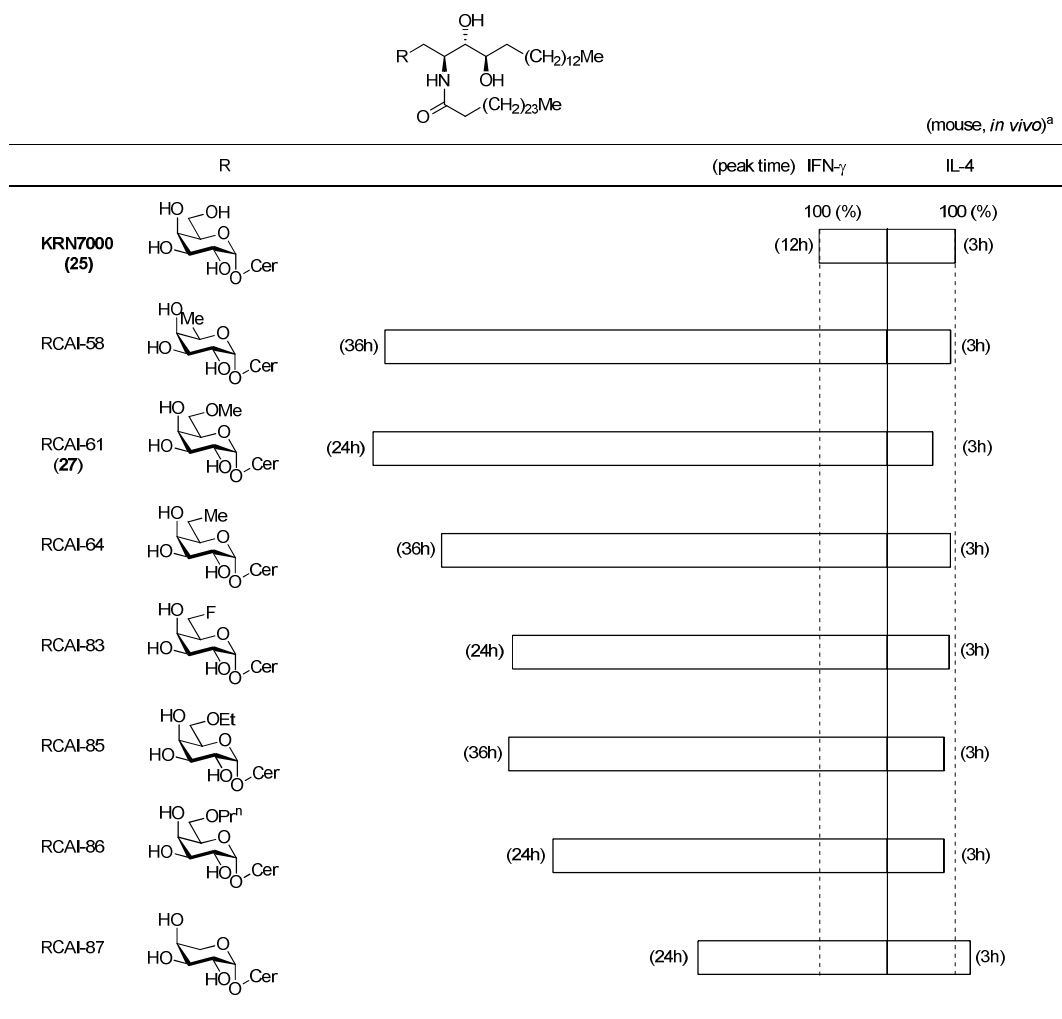 OH
R
(CH2)12Me
HN
OH
O
(CH2)23Me
(mouse, in vivo)a
R (peak time) IFN-γ IL-4
100 (%) 100 (%)
HO OH
KRN7000 HO (12h) (3h)
(25) HO O Cer
O
HO Me O
RCAI-58 HO (36h) (3h)
HO O Cer
HO OMe
O
RCAI-61 HO (24h) (3h)
(27) HO O Cer
HO Me
O
RCAI-64 HO (36h) (3h)
HO O Cer
HO F
O
RCAI-83 HO (24h) (3h)
HO O Cer
HO OEt
O
RCAI-85 HO (36h) (3h)
HO O Cer
HO OPrn
O
RCAI-86 HO (24h) (3h)
HO O Cer
HO
O
RCAI-87 HO (24h) (3h)
HO O Cer